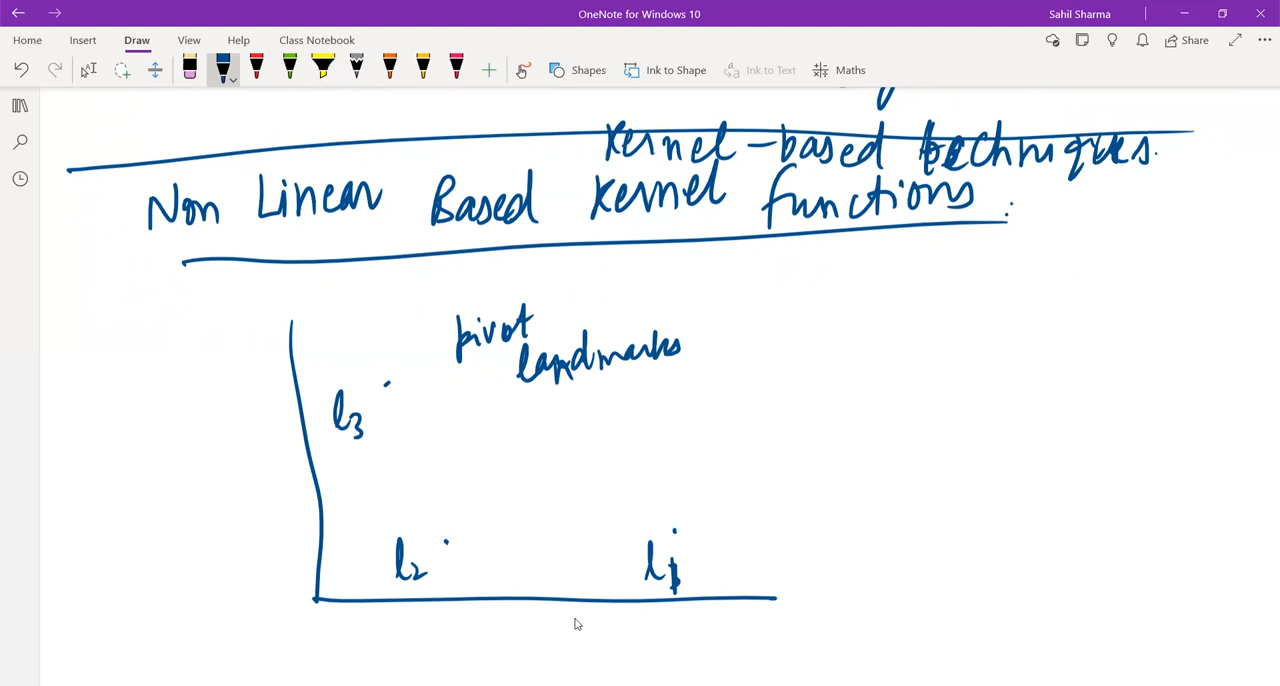 OneNote for Windows 10
Sahil Sharma
Home Insert Draw View Help Class Notebook
Share
Shapes Ink to Shape Ink to Text Maths
Kernel-based techniques.
Non Linear Based Kernel functions.
pivot
landmarks
l3
l2 l1